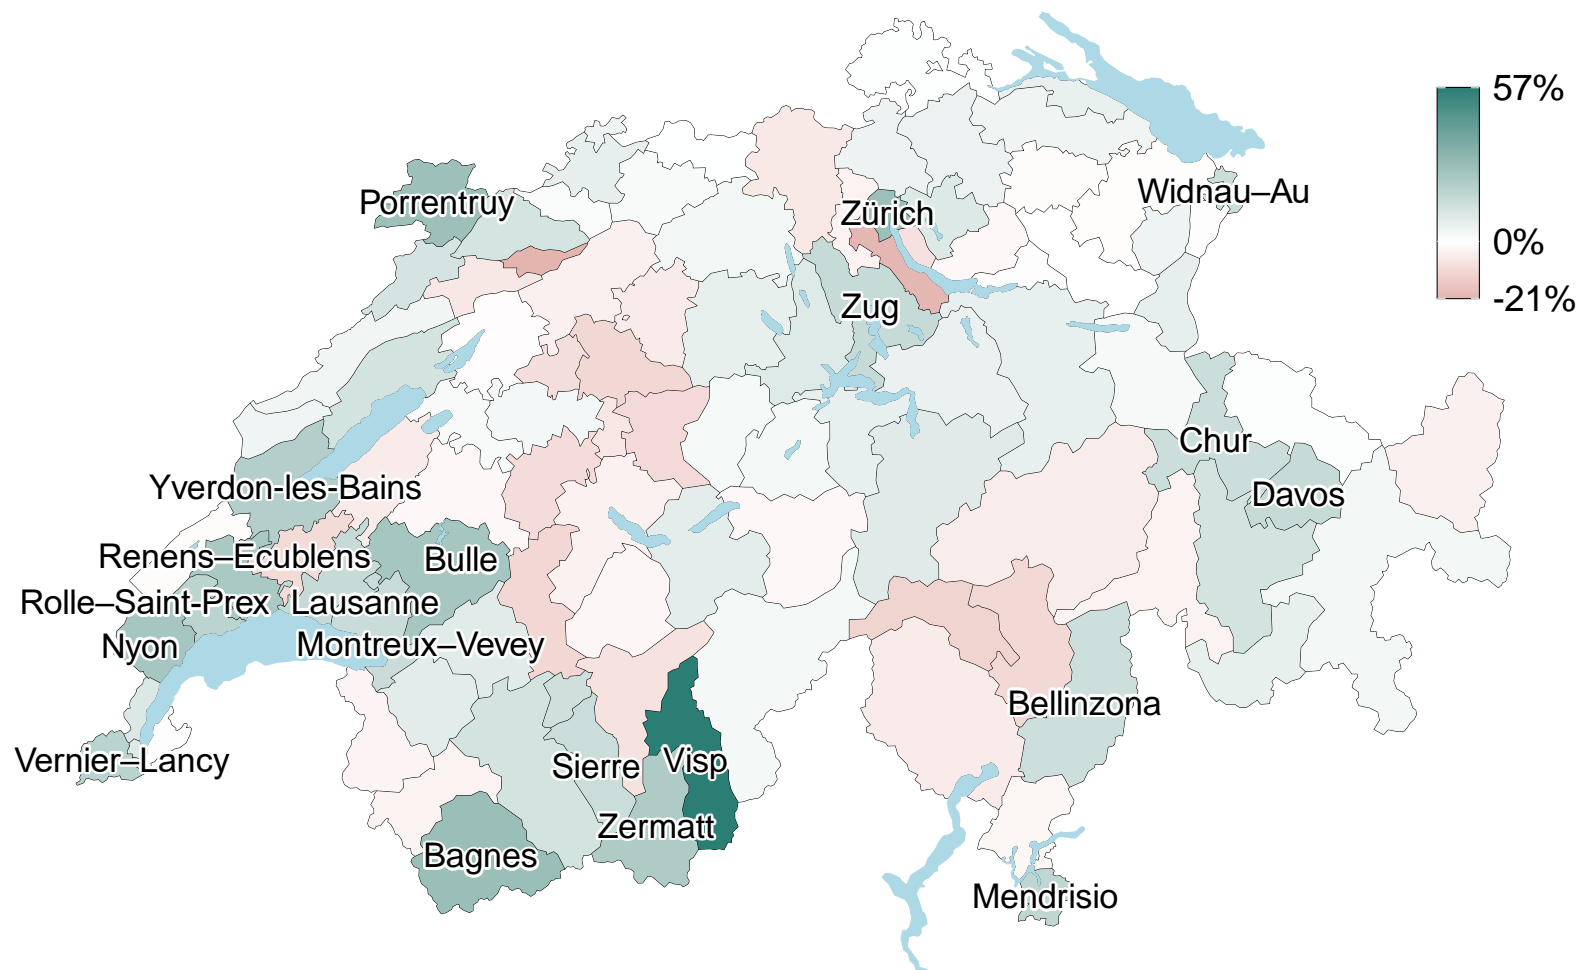 57%
Widnau–Au
Porrentruy
Zürich
0%
-21%
Zug
Chur
Yverdon-les-Bains
Davos
Renens–Ecublens
Bulle
Rolle–Saint-Prex
Lausanne
Nyon
Montreux–Vevey
Bellinzona
Vernier–Lancy
Sierre
Visp
Zermatt
Bagnes
Mendrisio